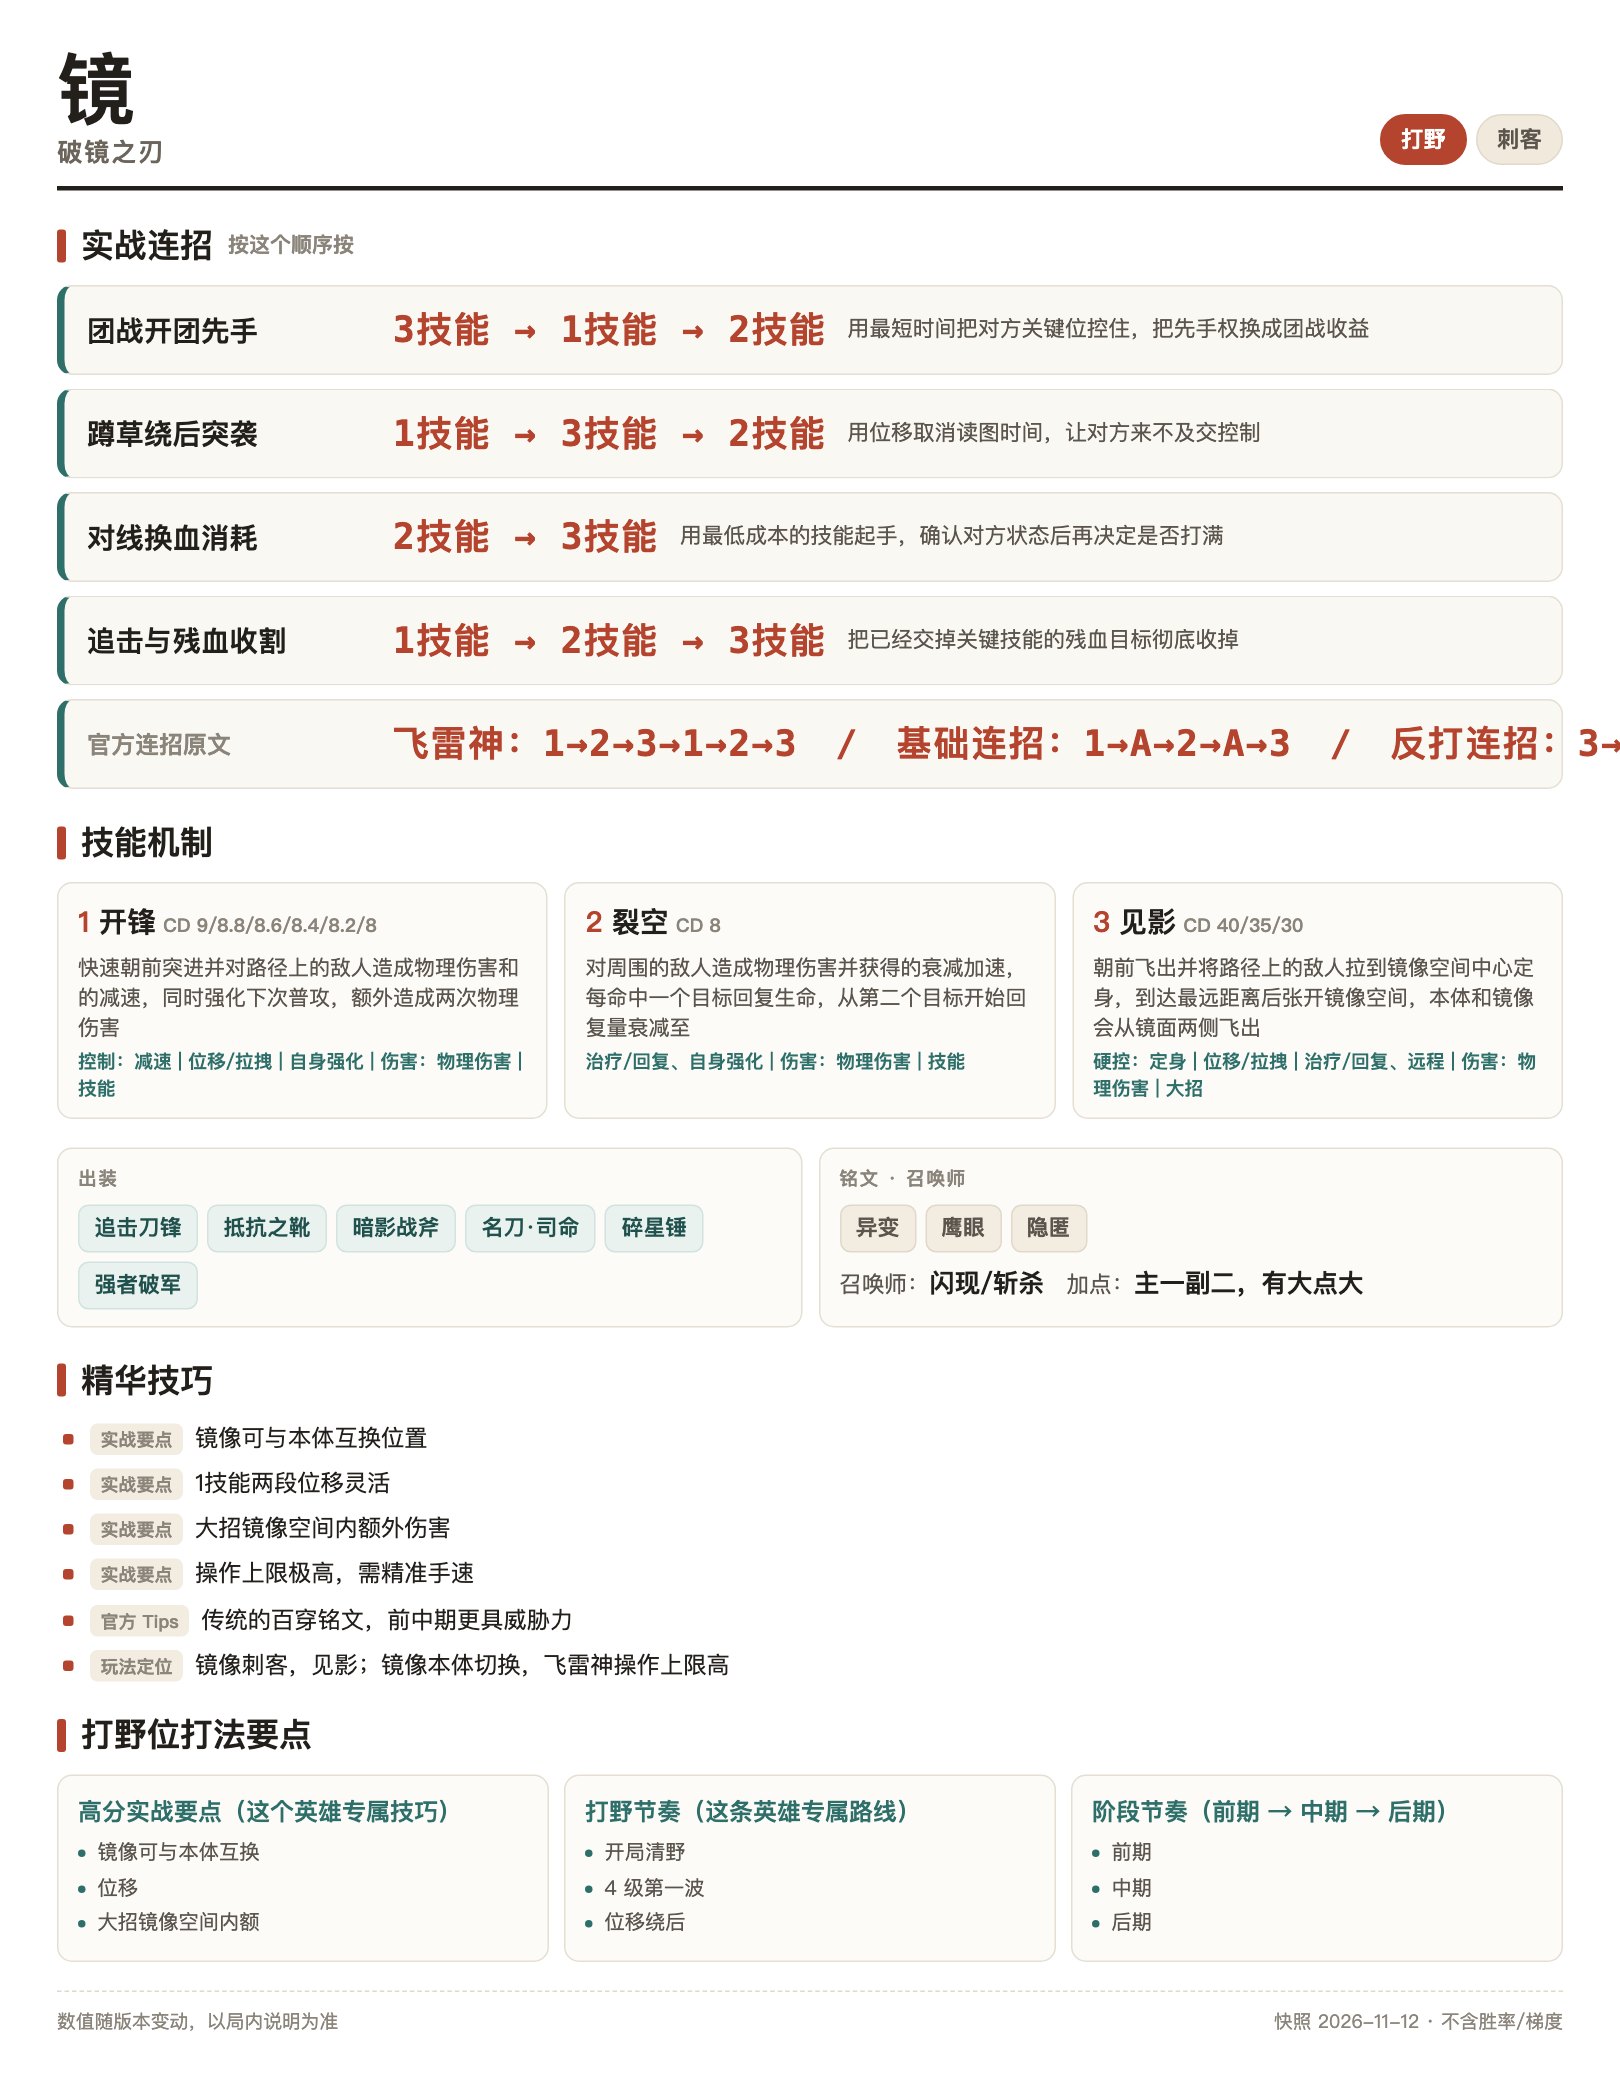 镜
破镜之刃
打野 刺客
实战连招 按这个顺序按
团战开团先手 3技能 → 1技能 → 2技能 用最短时间把对方关键位控住，把先手权换成团战收益
蹲草绕后突袭 1技能 → 3技能 → 2技能 用位移取消读图时间，让对方来不及交控制
对线换血消耗 2技能 → 3技能 用最低成本的技能起手，确认对方状态后再决定是否打满
追击与残血收割 1技能 → 2技能 → 3技能 把已经交掉关键技能的残血目标彻底收掉
官方连招原文 飞雷神：1→2→3→1→2→3 / 基础连招：1→A→2→A→3 / 反打连招：3→
技能机制
1 开锋 CD 9/8.8/8.6/8.4/8.2/8
快速朝前突进并对路径上的敌人造成物理伤害和
的减速，同时强化下次普攻，额外造成两次物理
伤害
控制：减速 | 位移/拉拽 | 自身强化 | 伤害：物理伤害 |
技能
2 裂空 CD 8
对周围的敌人造成物理伤害并获得的衰减加速，
每命中一个目标回复生命，从第二个目标开始回
复量衰减至
治疗/回复、自身强化 | 伤害：物理伤害 | 技能
3 见影 CD 40/35/30
朝前飞出并将路径上的敌人拉到镜像空间中心定
身，到达最远距离后张开镜像空间，本体和镜像
会从镜面两侧飞出
硬控：定身 | 位移/拉拽 | 治疗/回复、远程 | 伤害：物
理伤害 | 大招
出装
追击刀锋 抵抗之靴 暗影战斧 名刀·司命 碎星锤
强者破军
铭文 · 召唤师
异变 鹰眼 隐匿
召唤师：闪现/斩杀 加点：主一副二，有大点大
精华技巧
实战要点 镜像可与本体互换位置
实战要点 1技能两段位移灵活
实战要点 大招镜像空间内额外伤害
实战要点 操作上限极高，需精准手速
官方 Tips 传统的百穿铭文，前中期更具威胁力
玩法定位 镜像刺客，见影；镜像本体切换，飞雷神操作上限高
打野位打法要点
高分实战要点（这个英雄专属技巧）
镜像可与本体互换
位移
大招镜像空间内额
打野节奏（这条英雄专属路线）
开局清野
4 级第一波
位移绕后
阶段节奏（前期 → 中期 → 后期）
前期
中期
后期
数值随版本变动，以局内说明为准
快照 2026-11-12 · 不含胜率/梯度